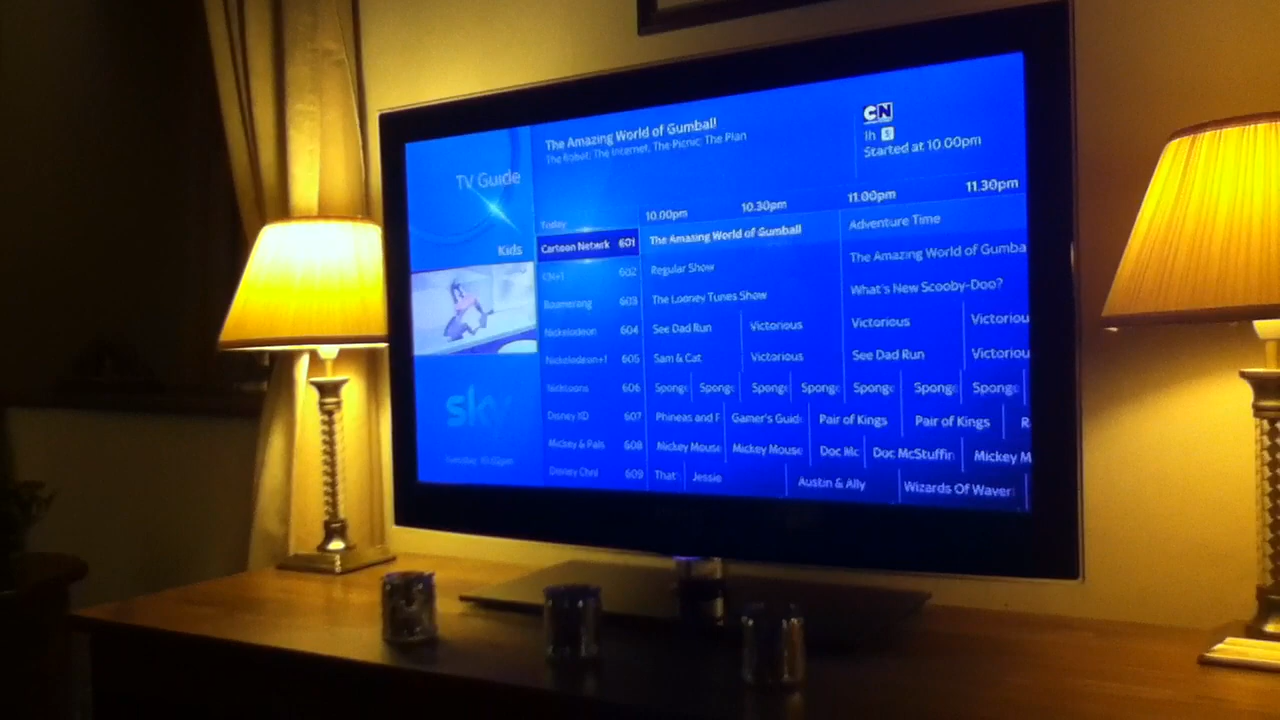 The Amazing World of Gumball
The Robot; The Internet; The Picnic; The Plan
CN
1h S
Started at 10.00pm
TV Guide
Kids
sky
Today 10.00pm 10.30pm 11.00pm 11.30pm
Cartoon Netwrk 601 The Amazing World of Gumball Adventure Time
CN+1 602 Regular Show The Amazing World of Gumba
Boomerang 603 The Looney Tunes Show What's New Scooby-Doo?
Nickelodeon 604 See Dad Run Victorious Victorious Victoriou
Nickelodeon+1 605 Sam & Cat Victorious See Dad Run Victoriou
Nicktoons 606 Sponge Sponge Sponge Sponge Sponge Sponge Sponge
Disney XD 607 Phineas and F Gamer's Guid Pair of Kings Pair of Kings R
Mickey & Pals 608 Mickey Mouse Mickey Mouse Doc Mc Doc McStuffin Mickey M
Disney Chnl 609 That' Jessie Austin & Ally Wizards Of Waver